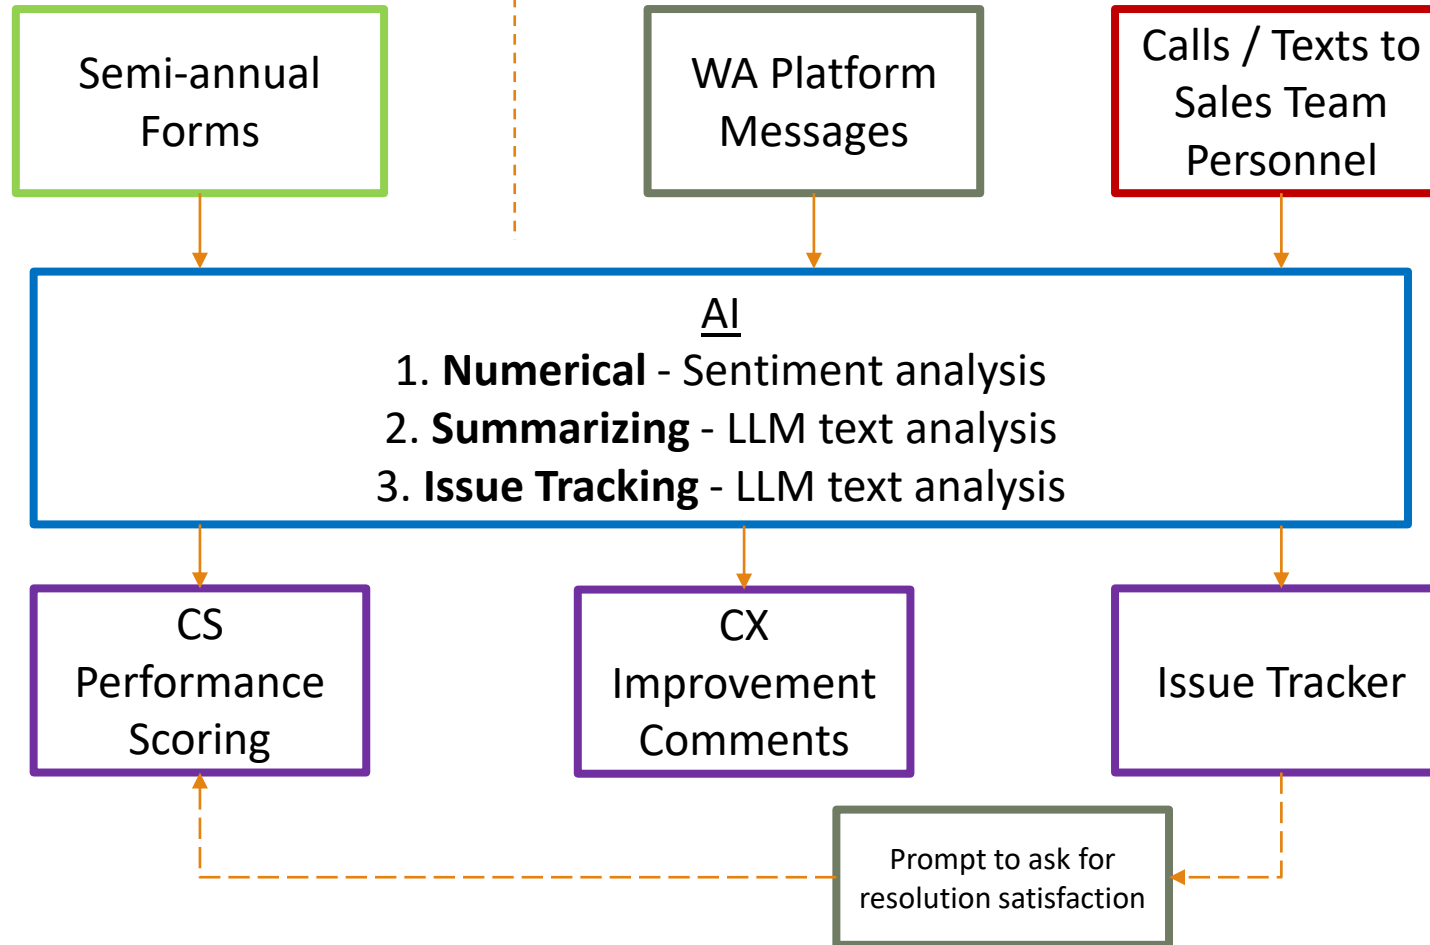 Semi-annual
Forms
WA Platform
Messages
Calls / Texts to
Sales Team
Personnel
AI
1. Numerical - Sentiment analysis
2. Summarizing - LLM text analysis
3. Issue Tracking - LLM text analysis
CS
Performance
Scoring
CX
Improvement
Comments
Issue Tracker
Prompt to ask for
resolution satisfaction